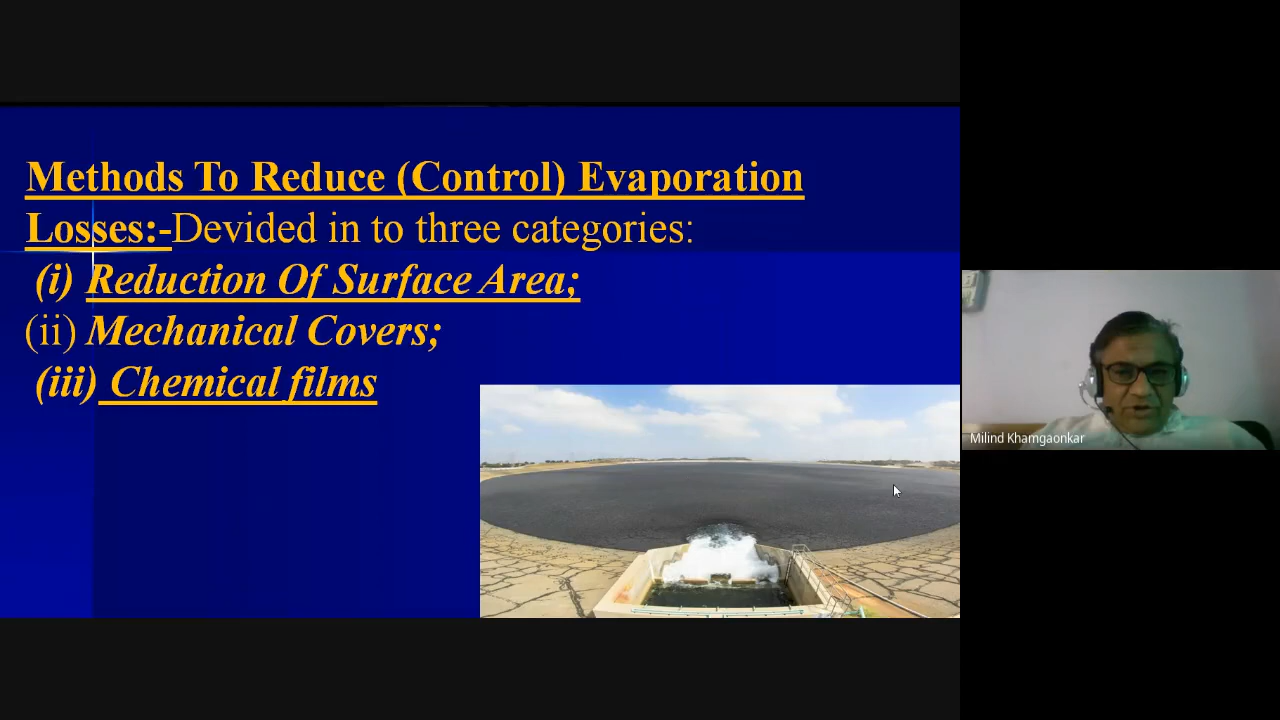 Methods To Reduce (Control) Evaporation
Losses:-Devided in to three categories:
(i) Reduction Of Surface Area;
(ii) Mechanical Covers;
(iii) Chemical films
Milind Khamgaonkar